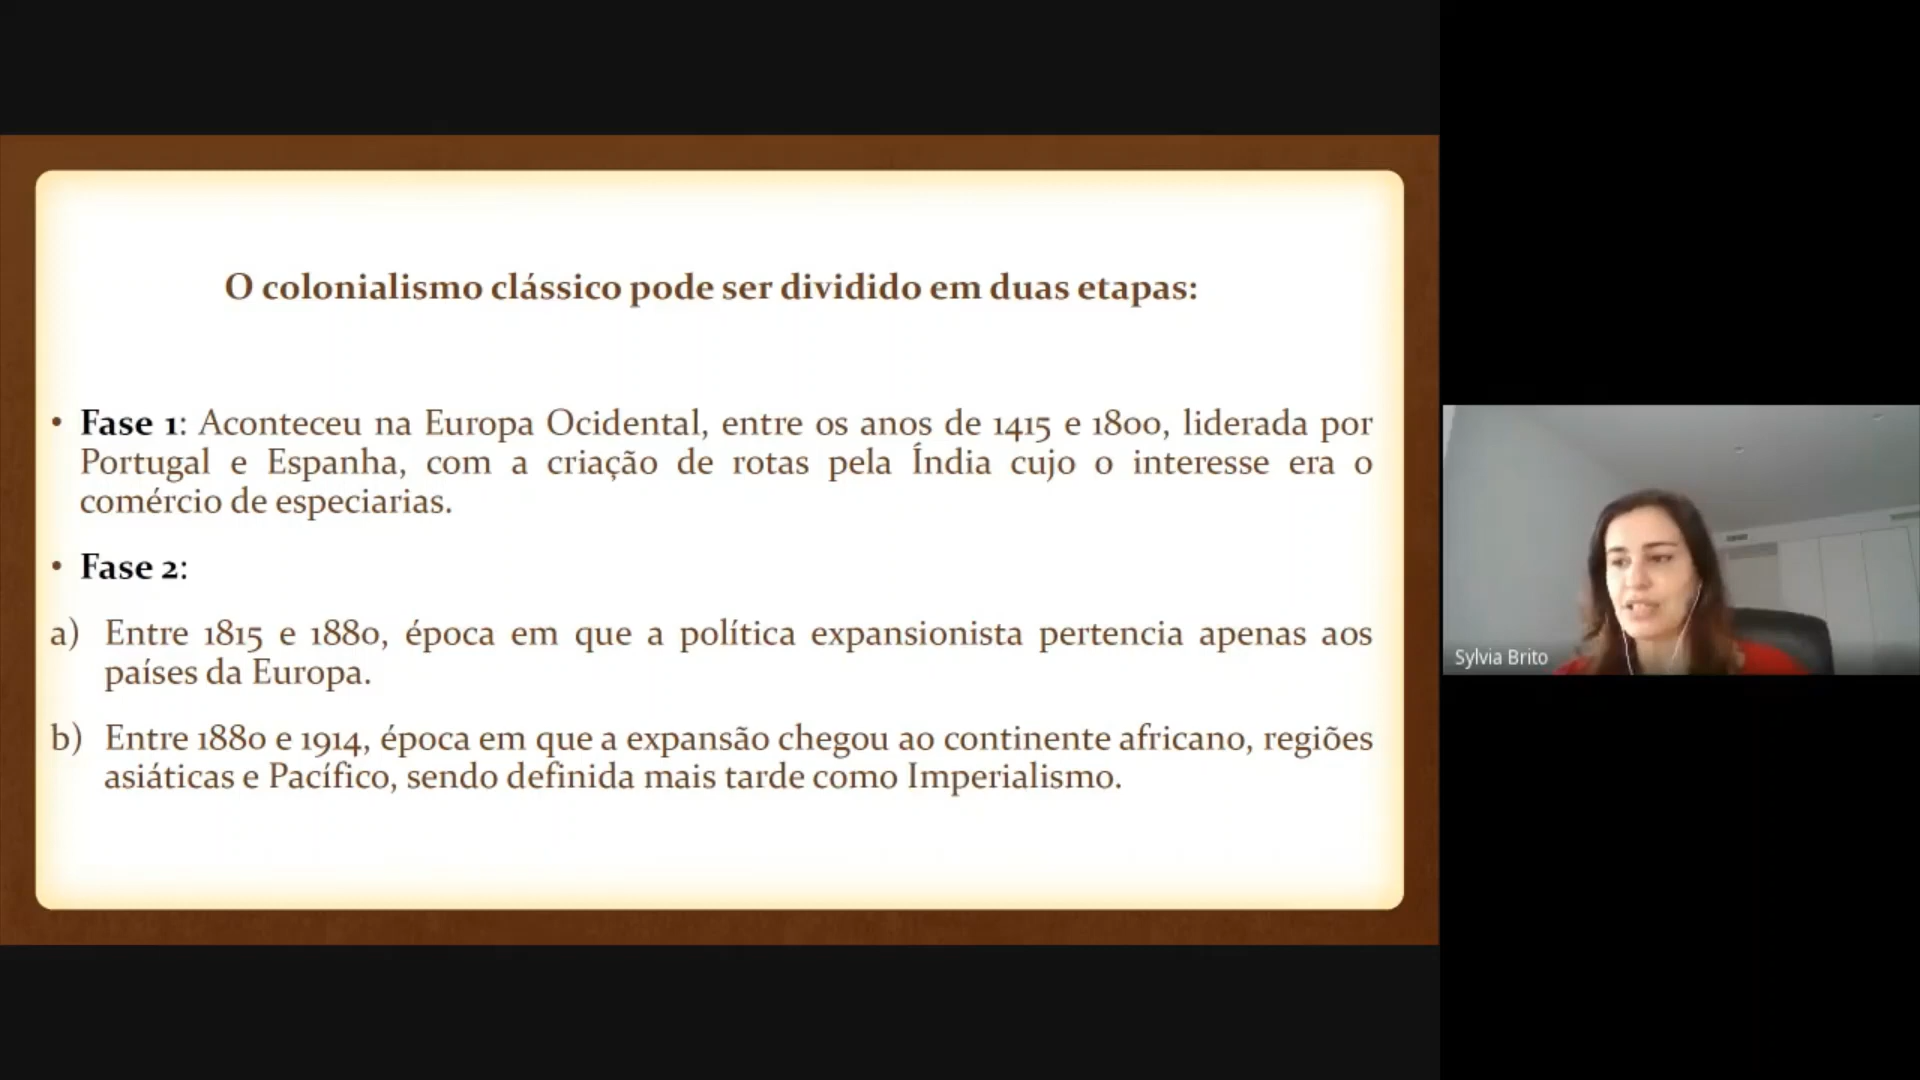 O colonialismo clássico pode ser dividido em duas etapas:
• Fase 1: Aconteceu na Europa Ocidental, entre os anos de 1415 e 1800, liderada por
Portugal e Espanha, com a criação de rotas pela Índia cujo o interesse era o
comércio de especiarias.
• Fase 2:
a) Entre 1815 e 1880, época em que a política expansionista pertencia apenas aos
países da Europa.
b) Entre 1880 e 1914, época em que a expansão chegou ao continente africano, regiões
asiáticas e Pacífico, sendo definida mais tarde como Imperialismo.
Sylvia Brito